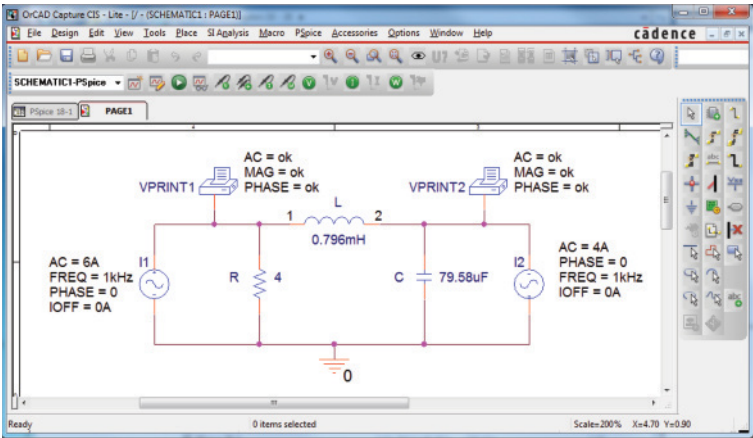 OrCAD Capture CIS - Lite - [/ - (SCHEMATIC1 : PAGE1)]
File Design Edit View Tools Place SI Analysis Macro PSpice Accessories Options Window Help
cādence
SCHEMATIC1-PSpice
PSpice 18-1 PAGE1
AC = ok
MAG = ok
PHASE = ok
VPRINT1
AC = ok
MAG = ok
PHASE = ok
VPRINT2
L
1 2
0.796mH
AC = 6A
FREQ = 1kHz
PHASE = 0
IOFF = 0A
I1
R 4
C 79.58uF
I2
AC = 4A
PHASE = 0
FREQ = 1kHz
IOFF = 0A
0
Ready 0 items selected Scale=200% X=4.70 Y=0.90